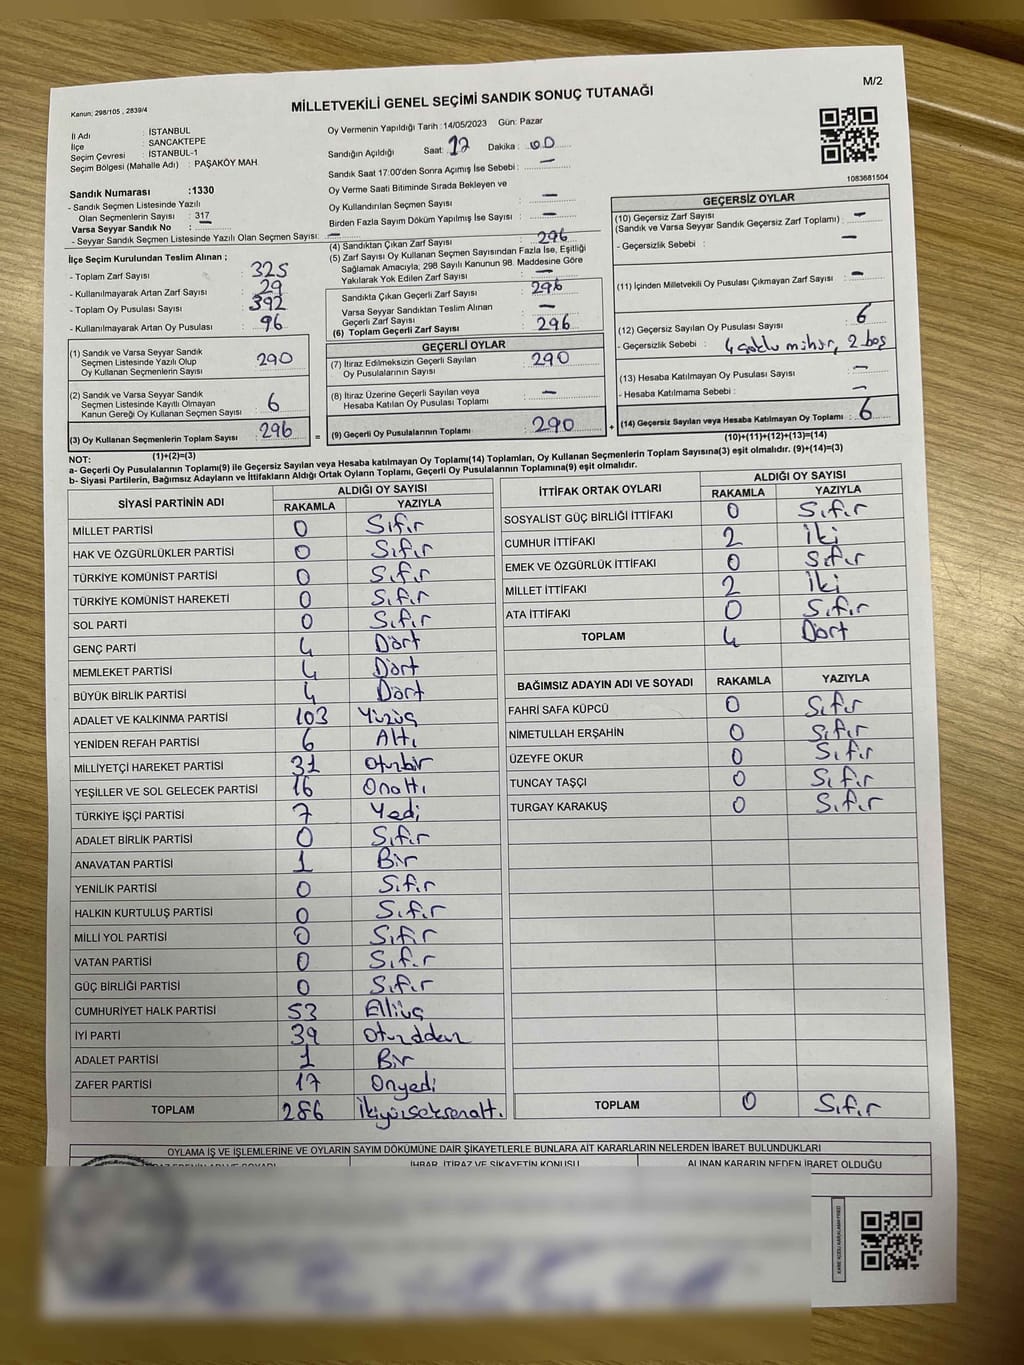 M/2
Kanun; 298/105 , 2839/4
MİLLETVEKİLİ GENEL SEÇİMİ SANDIK SONUÇ TUTANAĞI
İl Adı : İSTANBUL
İlçe : SANCAKTEPE
Seçim Çevresi : İSTANBUL-1
Seçim Bölgesi (Mahalle Adı) : PAŞAKÖY MAH.
Sandık Numarası :1330
- Sandık Seçmen Listesinde Yazılı
Olan Seçmenlerin Sayısı : 317
Varsa Seyyar Sandık No : —
- Seyyar Sandık Seçmen Listesinde Yazılı Olan Seçmen Sayısı: —
İlçe Seçim Kurulundan Teslim Alınan ;
- Toplam Zarf Sayısı : 325
- Kullanılmayarak Artan Zarf Sayısı : 29
- Toplam Oy Pusulası Sayısı : 392
- Kullanılmayarak Artan Oy Pusulası : 96
(1) Sandık ve Varsa Seyyar Sandık
Seçmen Listesinde Yazılı Olup
Oy Kullanan Seçmenlerin Sayısı : 290
(2) Sandık ve Varsa Seyyar Sandık
Seçmen Listesinde Kayıtlı Olmayan
Kanun Gereği Oy Kullanan Seçmen Sayısı : 6
(3) Oy Kullanan Seçmenlerin Toplam Sayısı : 296
Oy Vermenin Yapıldığı Tarih :14/05/2023 Gün: Pazar
Sandığın Açıldığı Saat: 17 Dakika : 00
Sandık Saat 17:00'den Sonra Açımış İse Sebebi : —
Oy Verme Saati Bitiminde Sırada Bekleyen ve
Oy Kullandırılan Seçmen Sayısı : —
Birden Fazla Sayım Döküm Yapılmış İse Sayısı : —
(4) Sandıktan Çıkan Zarf Sayısı : 296
(5) Zarf Sayısı Oy Kullanan Seçmen Sayısından Fazla İse, Eşitliği
Sağlamak Amacıyla, 298 Sayılı Kanunun 98. Maddesine Göre
Yakılarak Yok Edilen Zarf Sayısı : —
Sandıkta Çıkan Geçerli Zarf Sayısı : 296
Varsa Seyyar Sandıktan Teslim Alınan
Geçerli Zarf Sayısı : —
(6) Toplam Geçerli Zarf Sayısı : 296
GEÇERLİ OYLAR
(7) İtiraz Edilmeksizin Geçerli Sayılan
Oy Pusulalarının Sayısı : 290
(8) İtiraz Üzerine Geçerli Sayılan veya
Hesaba Katılan Oy Pusulası Toplamı : —
= (9) Geçerli Oy Pusulalarının Toplamı : 290 +
1083681504
GEÇERSİZ OYLAR
(10) Geçersiz Zarf Sayısı : —
(Sandık ve Varsa Seyyar Sandık Geçersiz Zarf Toplamı)
- Geçersizlik Sebebi : —
(11) İçinden Milletvekili Oy Pusulası Çıkmayan Zarf Sayısı : —
(12) Geçersiz Sayılan Oy Pusulası Sayısı : 6
- Geçersizlik Sebebi : 4 çoklu mühür, 2 boş
(13) Hesaba Katılmayan Oy Pusulası Sayısı : —
- Hesaba Katılmama Sebebi : —
(14) Geçersiz Sayılan veya Hesaba Katılmayan Oy Toplamı : 6
(1)+(2)=(3)
(10)+(11)+(12)+(13)=(14)
NOT:
a- Geçerli Oy Pusulalarının Toplamı(9) ile Geçersiz Sayılan veya Hesaba katılmayan Oy Toplamı(14) Toplamları, Oy Kullanan Seçmenlerin Toplam Sayısına(3) eşit olmalıdır. (9)+(14)=(3)
b- Siyasi Partilerin, Bağımsız Adayların ve İttifakların Aldığı Ortak Oyların Toplamı, Geçerli Oy Pusulalarının Toplamına(9) eşit olmalıdır.
SİYASİ PARTİNİN ADI ALDIĞI OY SAYISI
RAKAMLA YAZIYLA
MİLLET PARTİSİ 0 Sıfır
HAK VE ÖZGÜRLÜKLER PARTİSİ 0 Sıfır
TÜRKİYE KOMÜNİST PARTİSİ 0 Sıfır
TÜRKİYE KOMÜNİST HAREKETİ 0 Sıfır
SOL PARTİ 0 Sıfır
GENÇ PARTİ 4 Dört
MEMLEKET PARTİSİ 4 Dört
BÜYÜK BİRLİK PARTİSİ 4 Dört
ADALET VE KALKINMA PARTİSİ 103 Yüzüç
YENİDEN REFAH PARTİSİ 6 Altı
MİLLİYETÇİ HAREKET PARTİSİ 31 otuzbir
YEŞİLLER VE SOL GELECEK PARTİSİ 16 Onaltı
TÜRKİYE İŞÇİ PARTİSİ 7 Yedi
ADALET BİRLİK PARTİSİ 0 Sıfır
ANAVATAN PARTİSİ 1 Bir
YENİLİK PARTİSİ 0 Sıfır
HALKIN KURTULUŞ PARTİSİ 0 Sıfır
MİLLİ YOL PARTİSİ 0 Sıfır
VATAN PARTİSİ 0 Sıfır
GÜÇ BİRLİĞİ PARTİSİ 0 Sıfır
CUMHURİYET HALK PARTİSİ 53 Elliüç
İYİ PARTİ 39 otuzdokuz
ADALET PARTİSİ 1 Bir
ZAFER PARTİSİ 17 Onyedi
TOPLAM 286 İkiyüzseksenalt.
İTTİFAK ORTAK OYLARI ALDIĞI OY SAYISI
RAKAMLA YAZIYLA
SOSYALİST GÜÇ BİRLİĞİ İTTİFAKI 0 Sıfır
CUMHUR İTTİFAKI 2 İki
EMEK VE ÖZGÜRLÜK İTTİFAKI 0 Sıfır
MİLLET İTTİFAKI 2 İki
ATA İTTİFAKI 0 Sıfır
TOPLAM 4 Dört
BAĞIMSIZ ADAYIN ADI VE SOYADI RAKAMLA YAZIYLA
FAHRİ SAFA KÜPCÜ 0 Sıfır
NİMETULLAH ERŞAHİN 0 Sıfır
ÜZEYFE OKUR 0 Sıfır
TUNCAY TAŞÇI 0 Sıfır
TURGAY KARAKUŞ 0 Sıfır
TOPLAM 0 Sıfır
OYLAMA İŞ VE İŞLEMLERİNE VE OYLARIN SAYIM DÖKÜMÜNE DAİR ŞİKAYETLERLE BUNLARA AİT KARARLARIN NELERDEN İBARET BULUNDUKLARI
İHBAR, İTİRAZ VE ŞİKAYETİN KONUSU ALINAN KARARIN NEDEN İBARET OLDUĞU